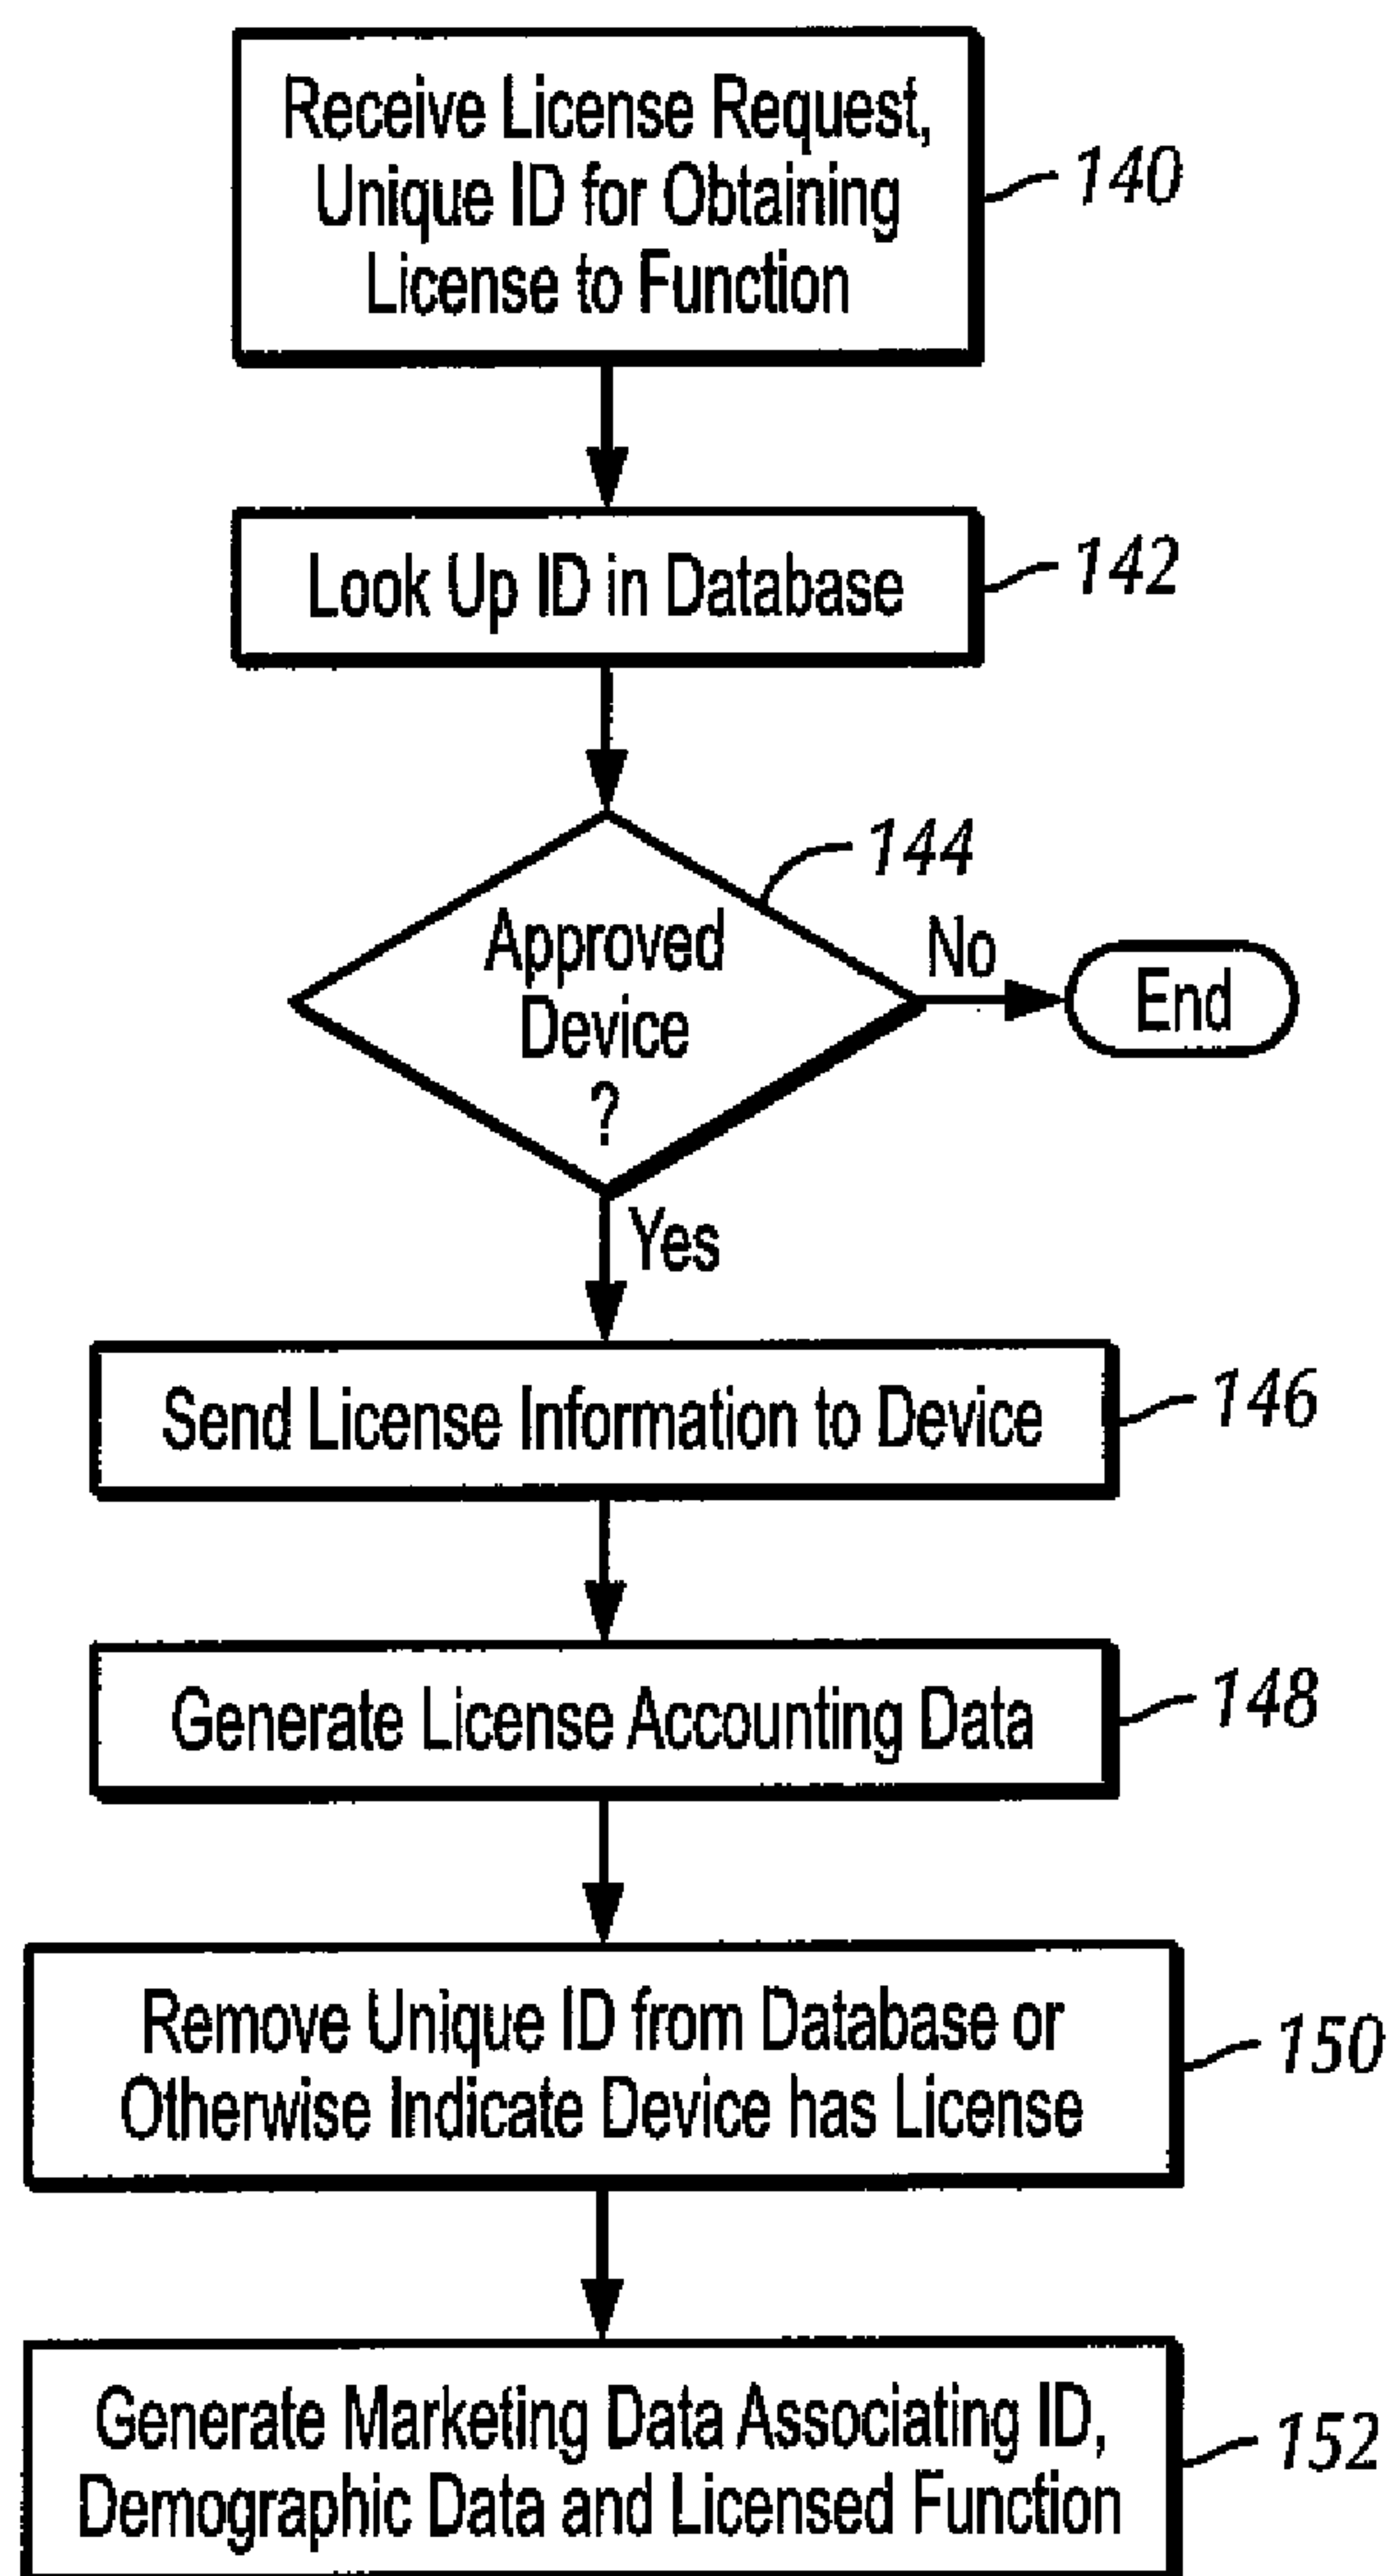 Receive License Request,
Unique ID for Obtaining
License to Function
140
Look Up ID in Database
142
144
Approved
Device
?
No
End
Yes
Send License Information to Device
146
Generate License Accounting Data
148
Remove Unique ID from Database or
Otherwise Indicate Device has License
150
Generate Marketing Data Associating ID,
Demographic Data and Licensed Function
152